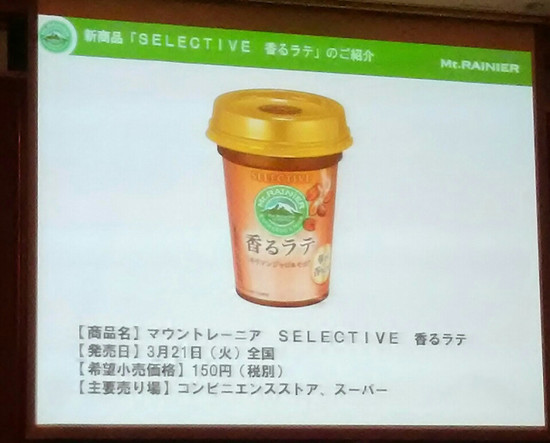 新商品「SELECTIVE 香るラテ」のご紹介
Mt.RAINIER
SELECTIVE
Mt.RAINIER
香るラテ
【商品名】マウントレーニア SELECTIVE 香るラテ
【発売日】3月21日（火）全国
【希望小売価格】150円（税別）
【主要売り場】コンビニエンスストア、スーパー